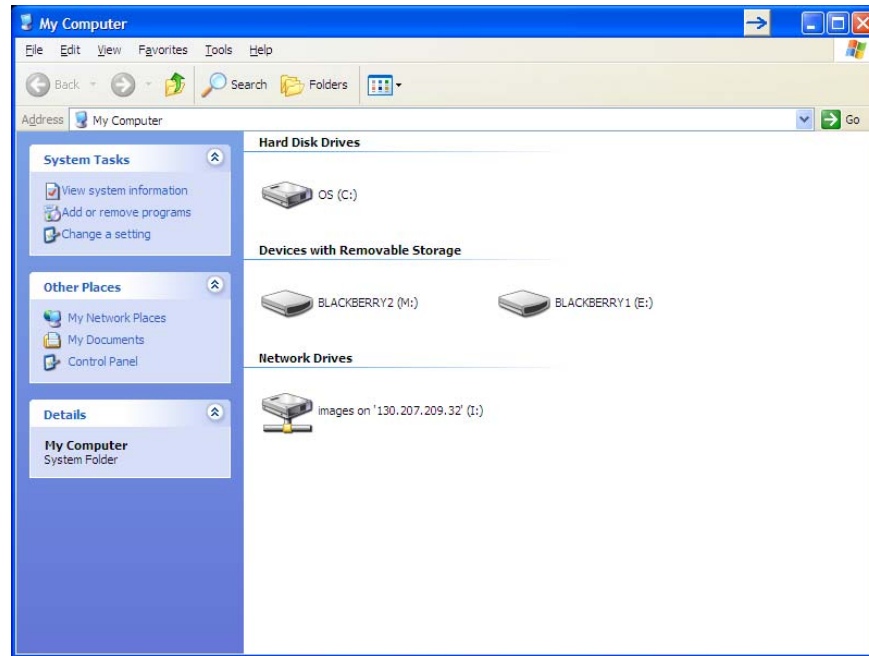 My Computer
File Edit View Favorites Tools Help
Back Search Folders
Address My Computer Go
System Tasks
View system information
Add or remove programs
Change a setting
Other Places
My Network Places
My Documents
Control Panel
Details
My Computer
System Folder
Hard Disk Drives
OS (C:)
Devices with Removable Storage
BLACKBERRY2 (M:) BLACKBERRY1 (E:)
Network Drives
images on '130.207.209.32' (I:)